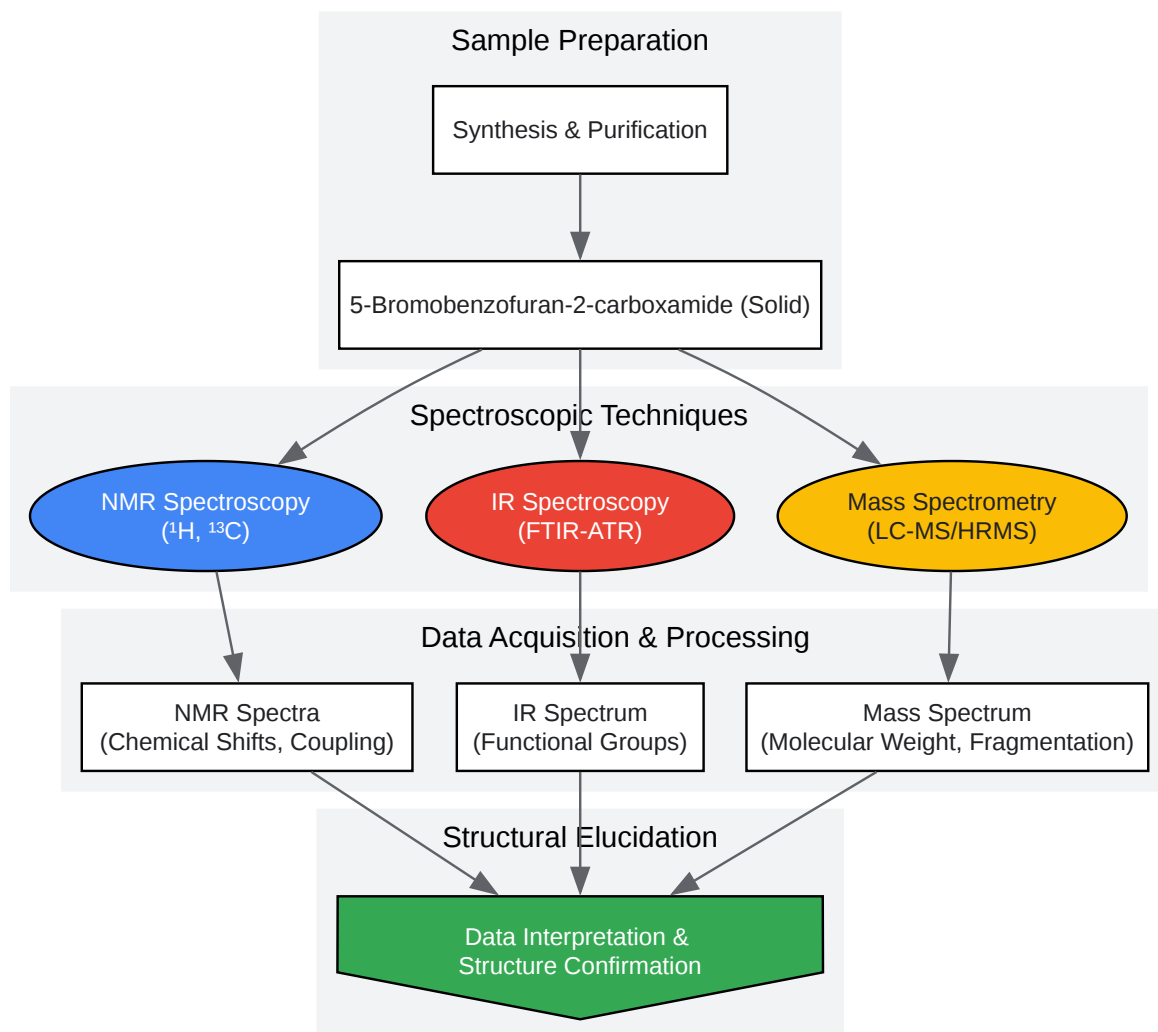 Sample Preparation
Synthesis & Purification
5-Bromobenzofuran-2-carboxamide (Solid)
Spectroscopic Techniques
NMR Spectroscopy
(¹H, ¹³C)
IR Spectroscopy
(FTIR-ATR)
Mass Spectrometry
(LC-MS/HRMS)
Data Acquisition & Processing
NMR Spectra
(Chemical Shifts, Coupling)
IR Spectrum
(Functional Groups)
Mass Spectrum
(Molecular Weight, Fragmentation)
Structural Elucidation
Data Interpretation &
Structure Confirmation